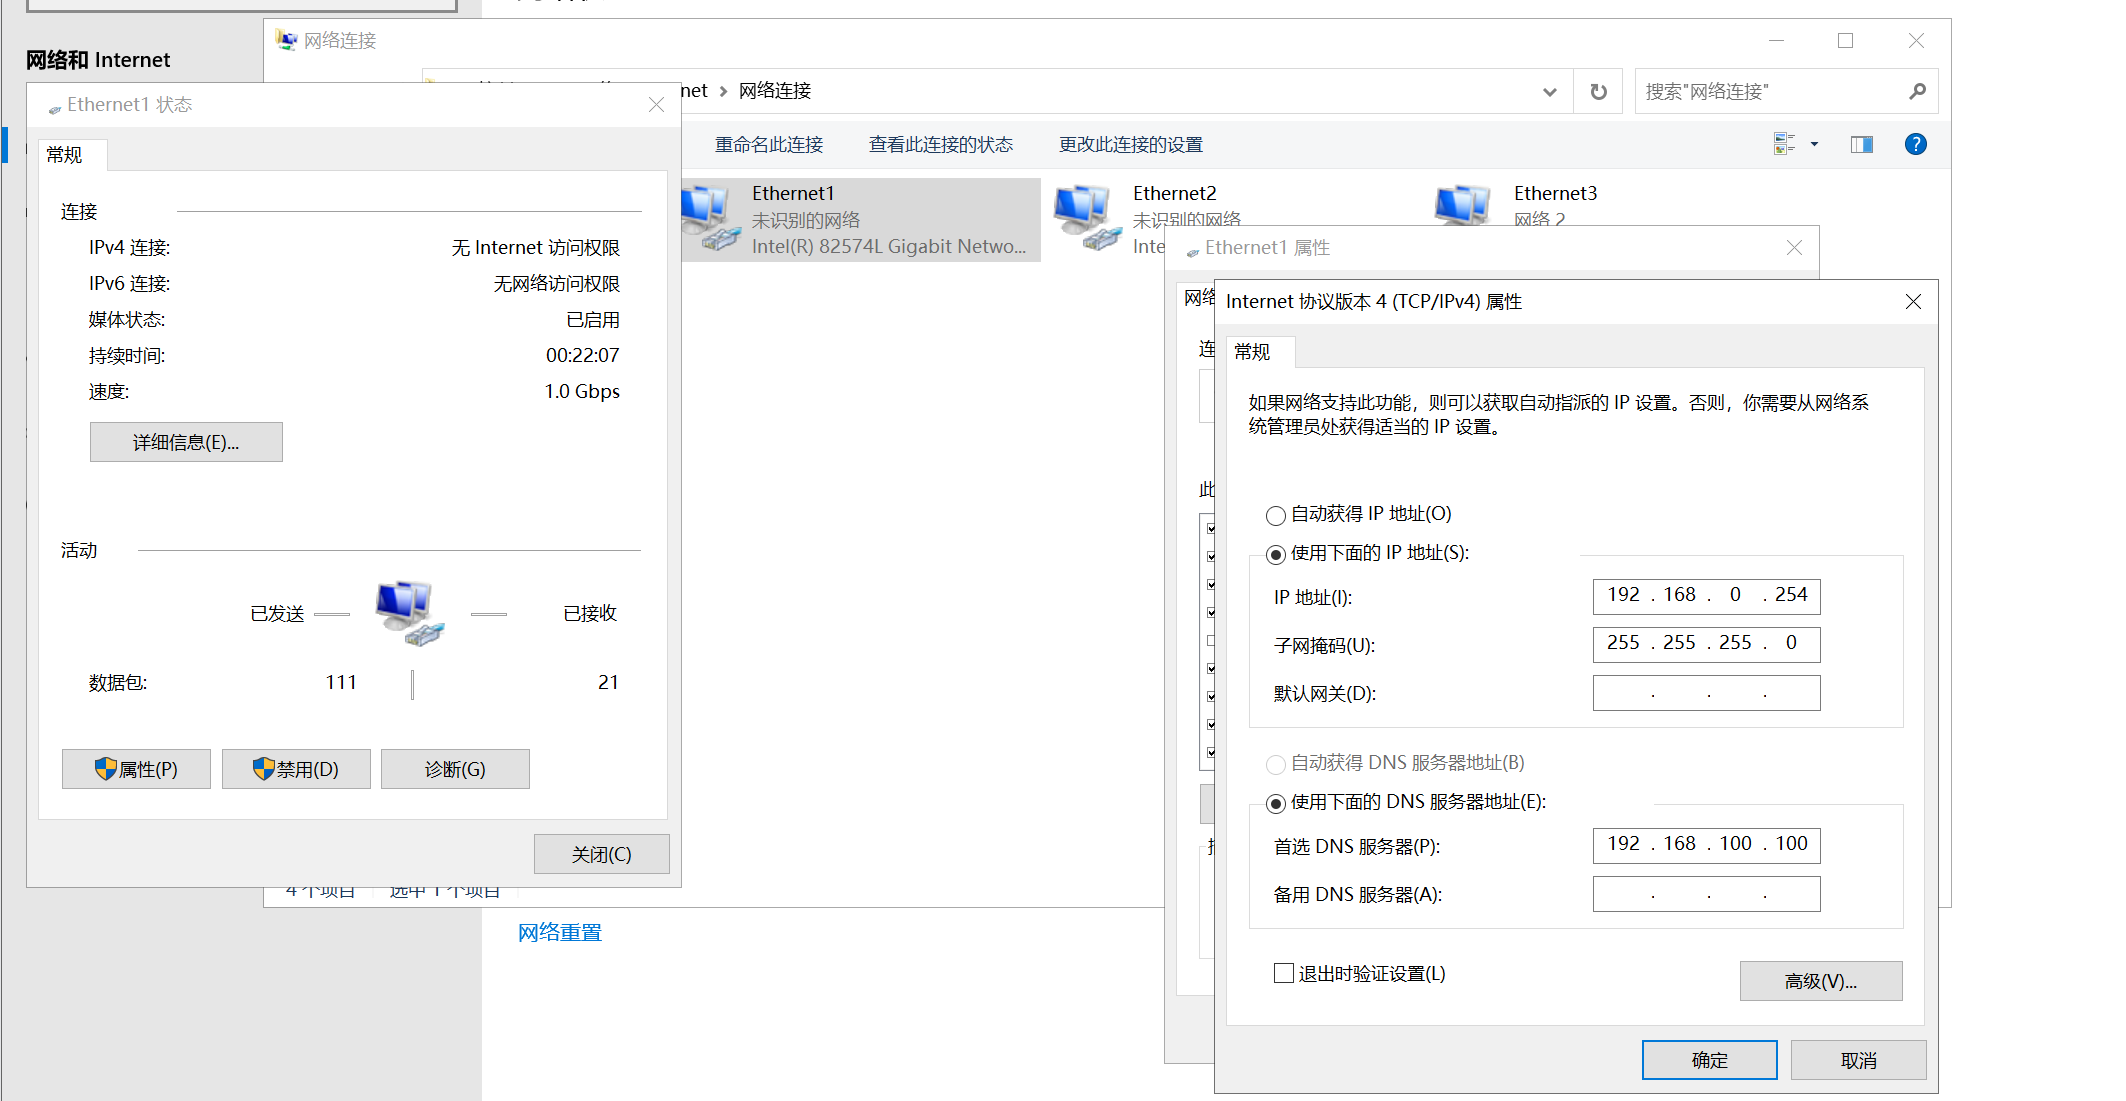 网络和 Internet
网络连接
net › 网络连接
搜索"网络连接"
重命名此连接
查看此连接的状态
更改此连接的设置
Ethernet1
未识别的网络
Intel(R) 82574L Gigabit Netwo...
Ethernet2
未识别的网络
Inte
Ethernet3
网络 2
Ethernet1 状态
常规
连接
IPv4 连接: 无 Internet 访问权限
IPv6 连接: 无网络访问权限
媒体状态: 已启用
持续时间: 00:22:07
速度: 1.0 Gbps
详细信息(E)...
活动
已发送 已接收
数据包: 111 21
属性(P)
禁用(D)
诊断(G)
关闭(C)
4 个项目
选中 1 个项目
网络重置
Ethernet1 属性
网络
连
此
Internet 协议版本 4 (TCP/IPv4) 属性
常规
如果网络支持此功能，则可以获取自动指派的 IP 设置。否则，你需要从网络系
统管理员处获得适当的 IP 设置。
自动获得 IP 地址(O)
使用下面的 IP 地址(S):
IP 地址(I): 192 . 168 . 0 . 254
子网掩码(U): 255 . 255 . 255 . 0
默认网关(D): . . .
自动获得 DNS 服务器地址(B)
使用下面的 DNS 服务器地址(E):
首选 DNS 服务器(P): 192 . 168 . 100 . 100
备用 DNS 服务器(A): . . .
退出时验证设置(L)
高级(V)...
确定
取消